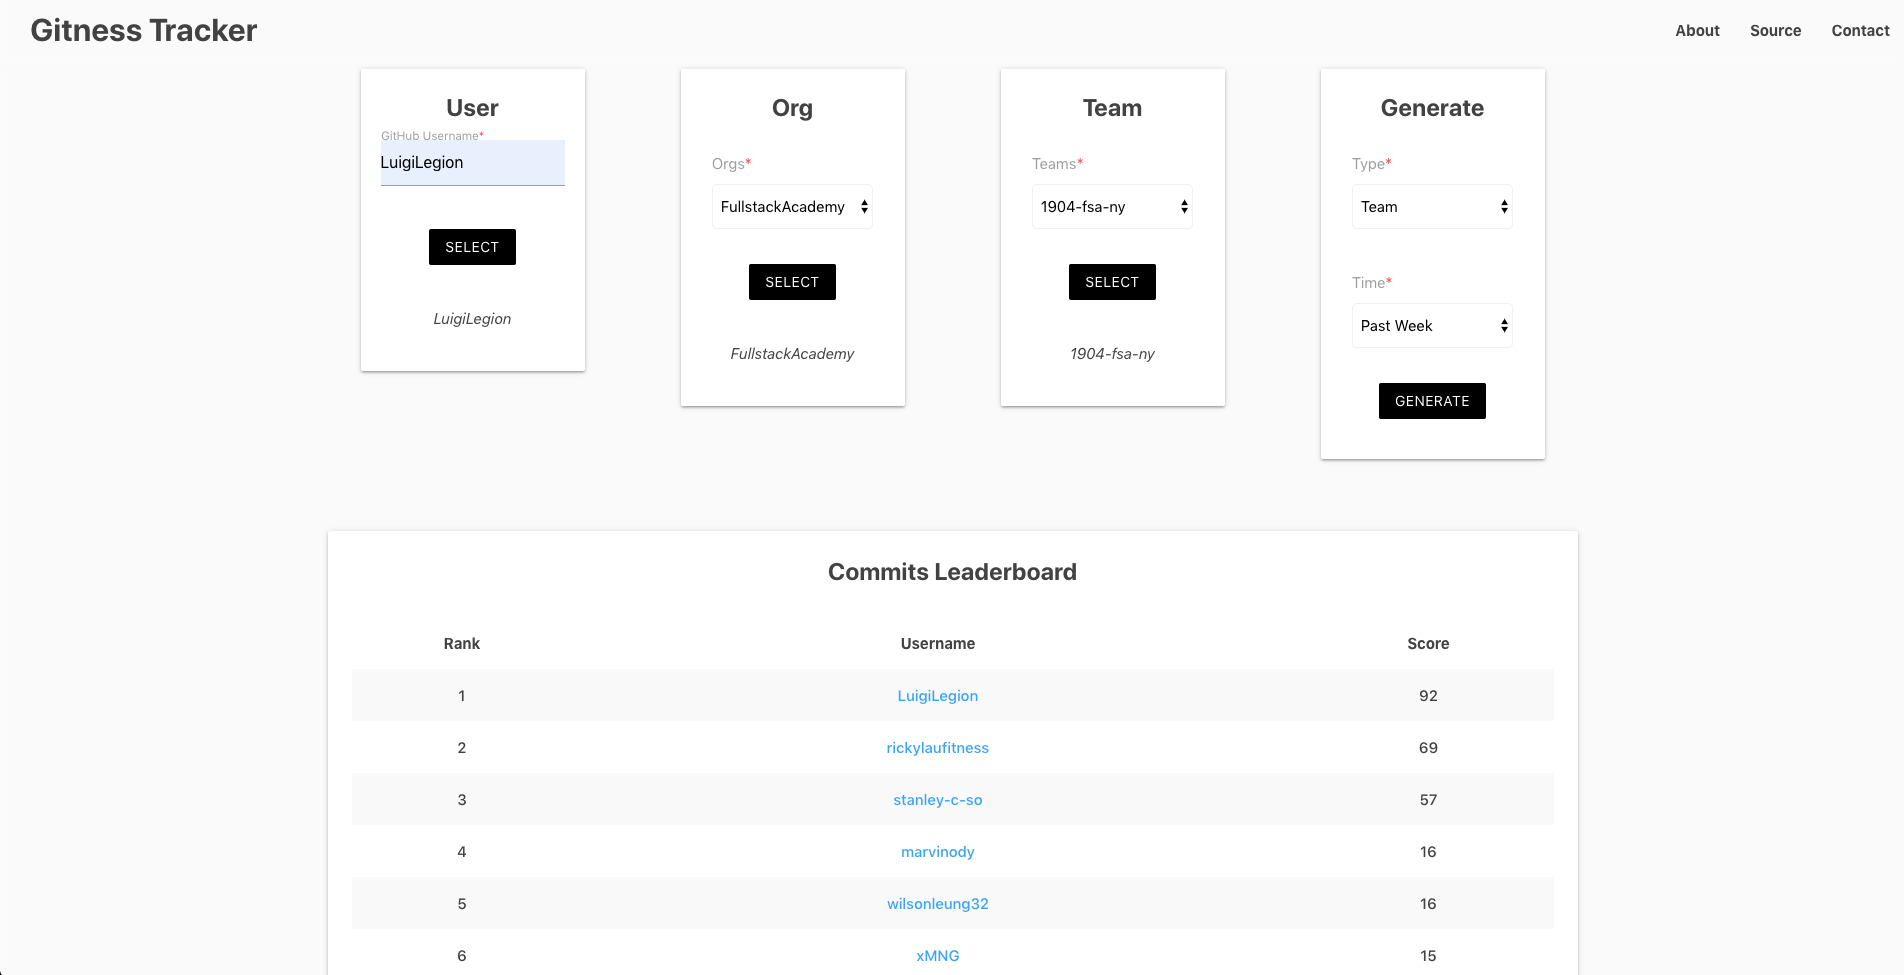 Gitness Tracker
About Source Contact
User
GitHub Username*
LuigiLegion
SELECT
LuigiLegion
Org
Orgs*
FullstackAcademy
SELECT
FullstackAcademy
Team
Teams*
1904-fsa-ny
SELECT
1904-fsa-ny
Generate
Type*
Team
Time*
Past Week
GENERATE
Commits Leaderboard
Rank Username Score
1 LuigiLegion 92
2 rickylaufitness 69
3 stanley-c-so 57
4 marvinody 16
5 wilsonleung32 16
6 xMNG 15